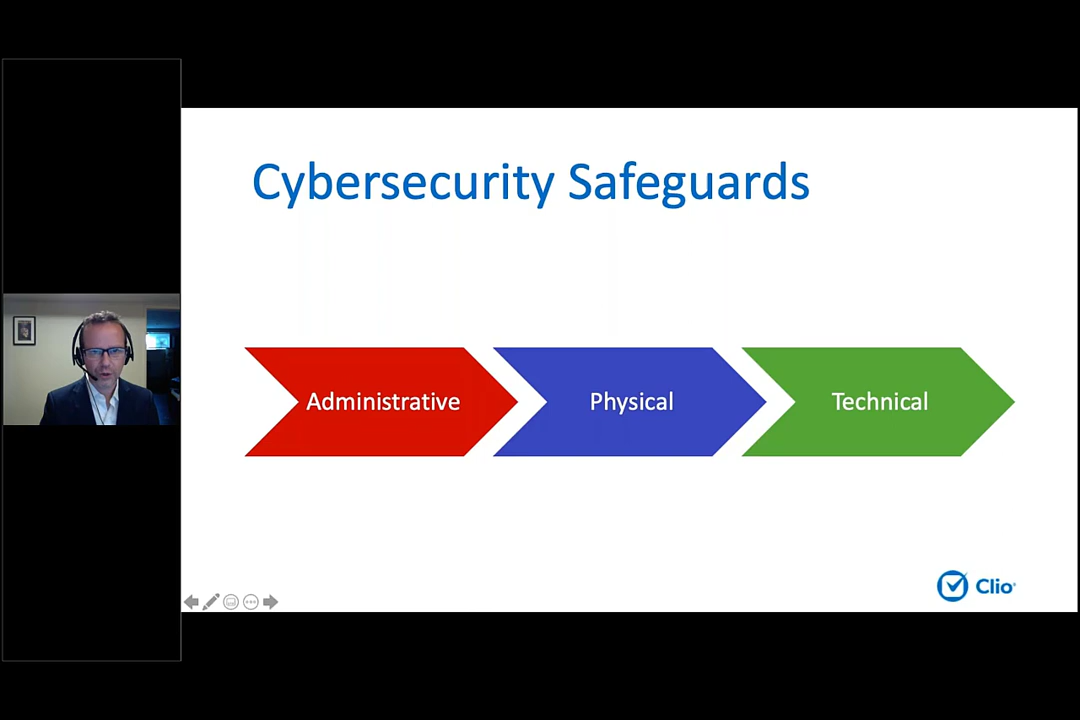 Cybersecurity Safeguards
Administrative
Physical
Technical
Clio